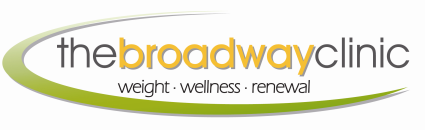 thebroadwayclinic
weight · wellness · renewal